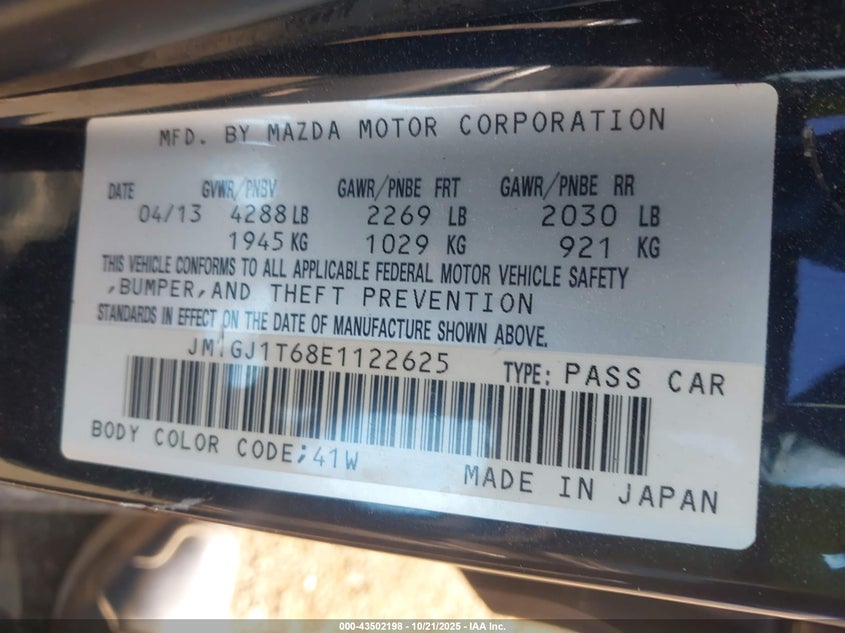 MFD. BY MAZDA MOTOR CORPORATION
DATE GVWR/PNBV GAWR/PNBE FRT GAWR/PNBE RR
04/13 4288 LB 2269 LB 2030 LB
1945 KG 1029 KG 921 KG
THIS VEHICLE CONFORMS TO ALL APPLICABLE FEDERAL MOTOR VEHICLE SAFETY
,BUMPER,AND THEFT PREVENTION
STANDARDS IN EFFECT ON THE DATE OF MANUFACTURE SHOWN ABOVE.
JM1GJ1T68E1122625 TYPE: PASS CAR
BODY COLOR CODE;41W
MADE IN JAPAN
000-43502198 - 10/21/2025 - IAA Inc.